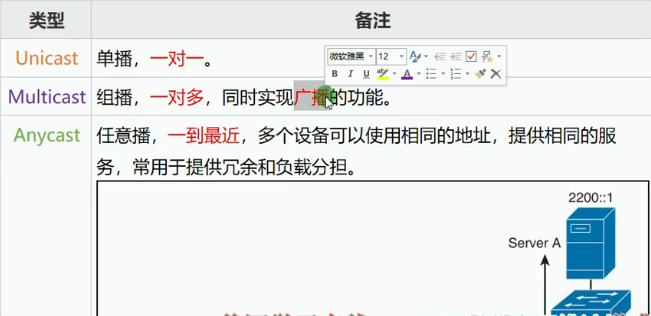 类型 备注
Unicast 单播，一对一。
微软雅黑 12
B I U A
Multicast 组播，一对多，同时实现广播的功能。
Anycast 任意播，一到最近，多个设备可以使用相同的地址，提供相同的服
务，常用于提供冗余和负载分担。
2200::1
Server A